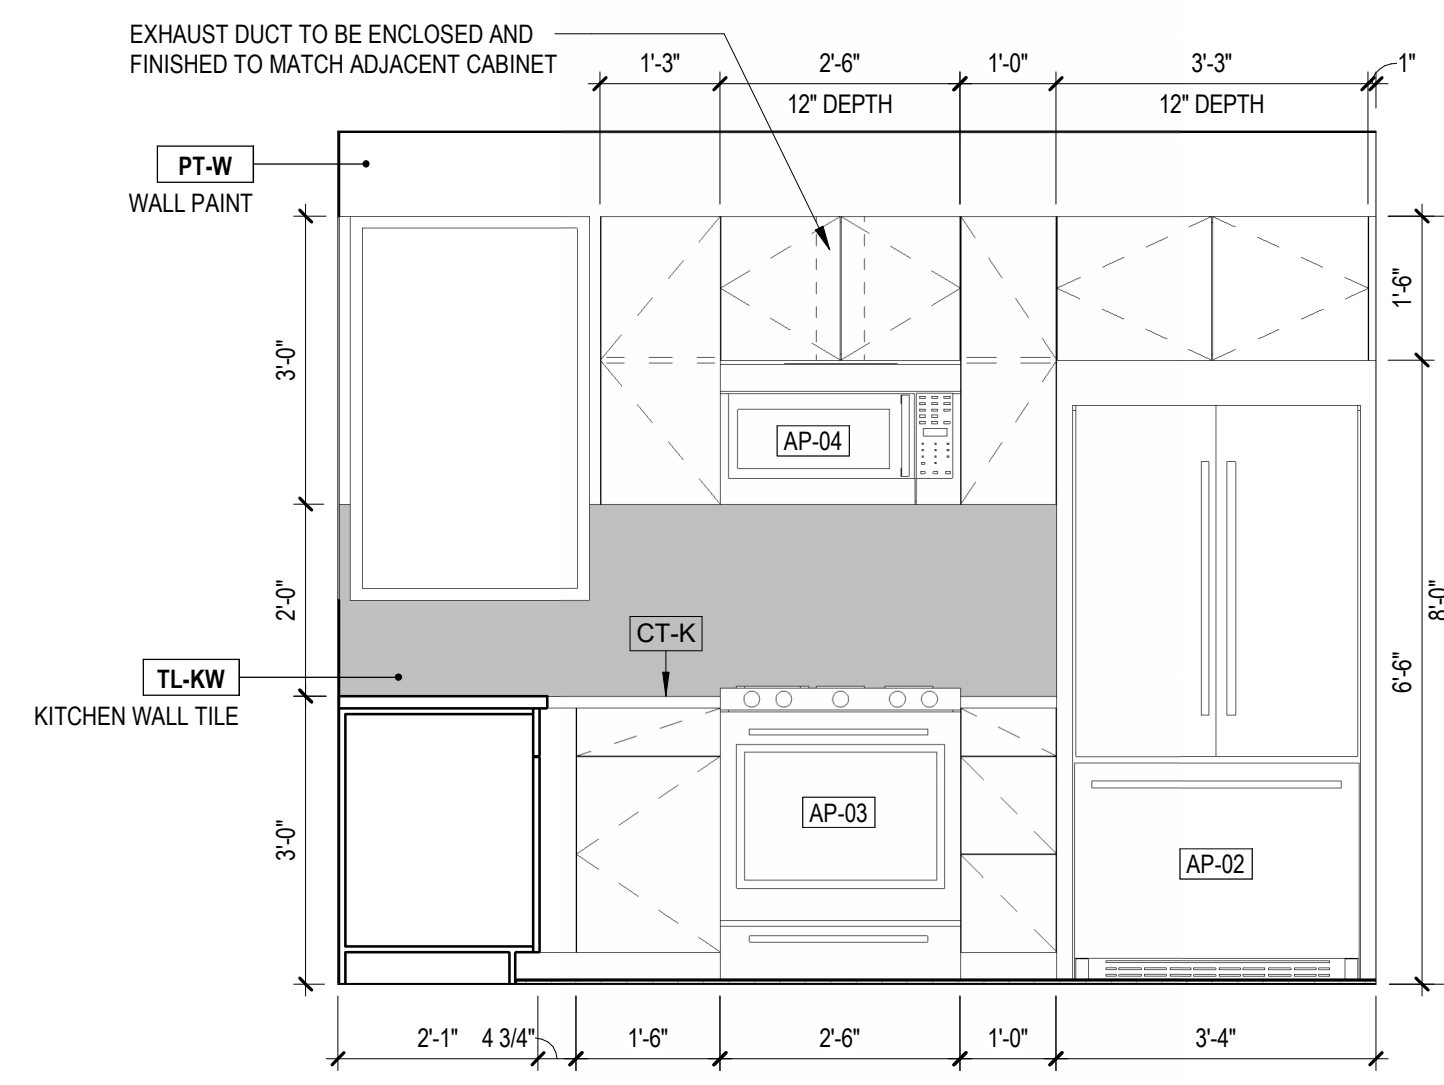 EXHAUST DUCT TO BE ENCLOSED AND
FINISHED TO MATCH ADJACENT CABINET
1'-3"
2'-6"
1'-0"
3'-3"
1"
12" DEPTH
12" DEPTH
PT-W
WALL PAINT
3'-0"
1'-6"
AP-04
2'-0"
8'-0"
CT-K
TL-KW
KITCHEN WALL TILE
6'-6"
3'-0"
AP-03
AP-02
2'-1"
4 3/4"
1'-6"
2'-6"
1'-0"
3'-4"